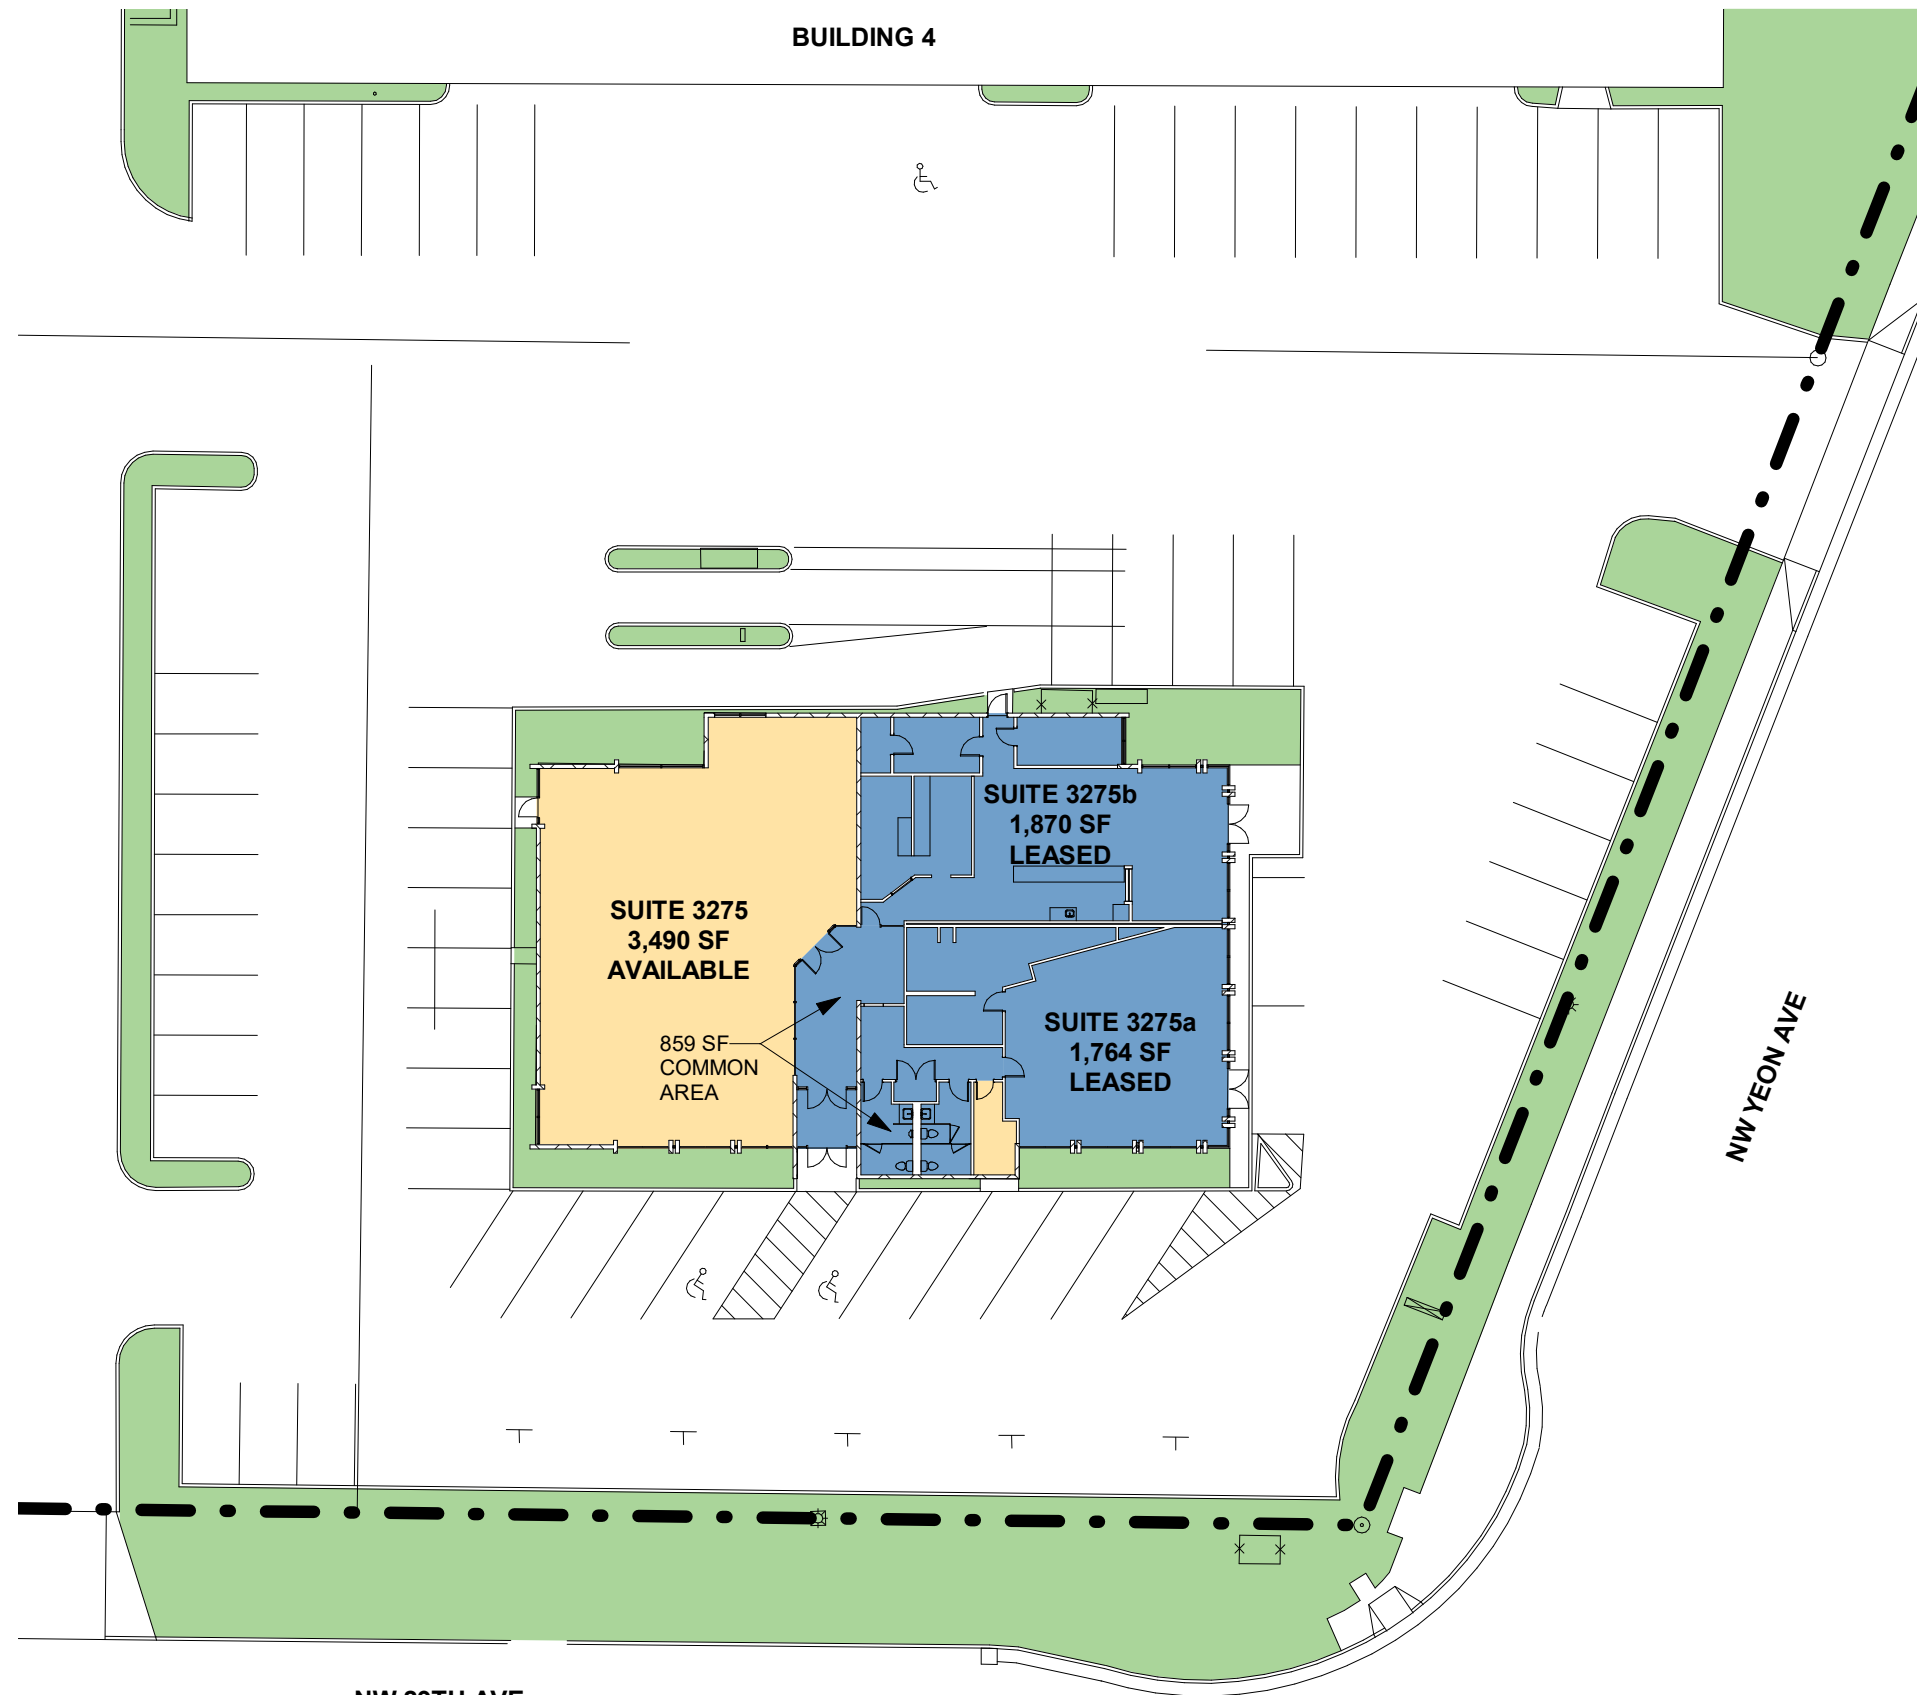 BUILDING 4
SUITE 3275b
1,870 SF
LEASED
SUITE 3275
3,490 SF
AVAILABLE
SUITE 3275a
1,764 SF
LEASED
859 SF
COMMON
AREA
NW YEON AVE